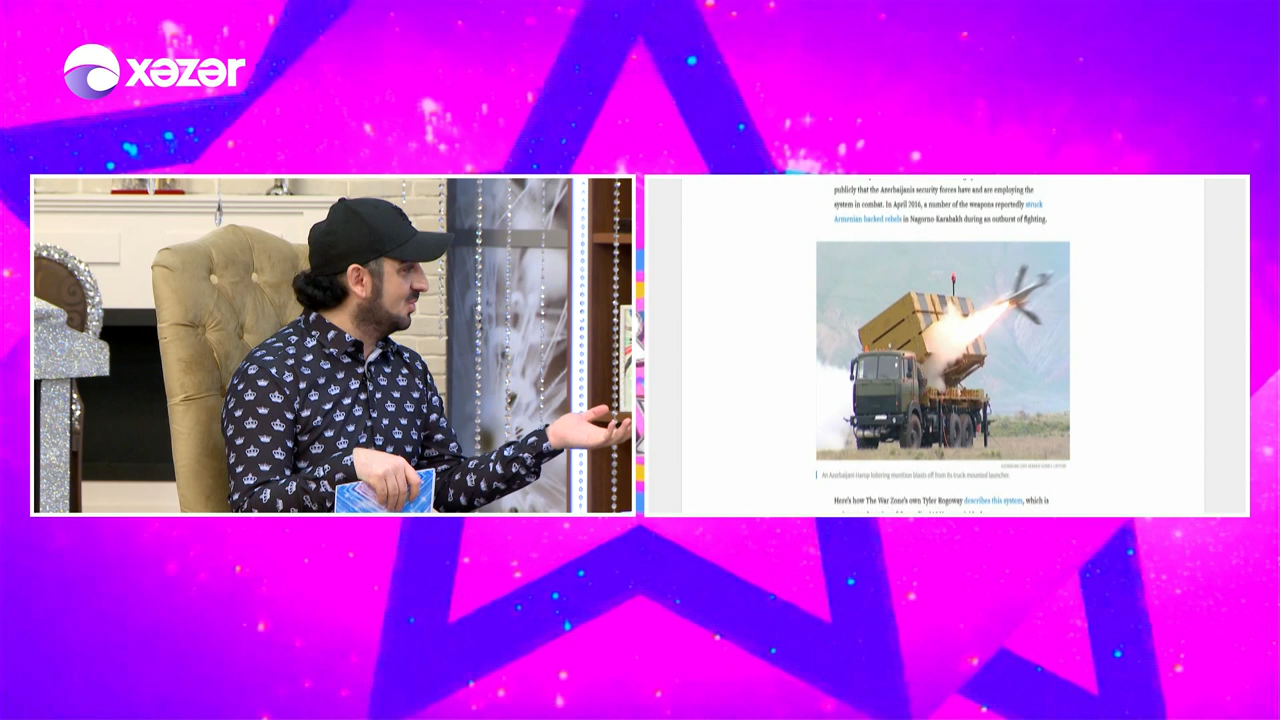 xəzər
publicly that the Azerbaijanis security forces have and are employing the
system in combat. In April 2016, a number of the weapons reportedly struck
Armenian backed rebels in Nagorno-Karabakh during an outburst of fighting.
An Azerbaijani Harop loitering munition blasts off from its truck mounted launcher.
Here's how The War Zone's own Tyler Rogoway describes this system, which is